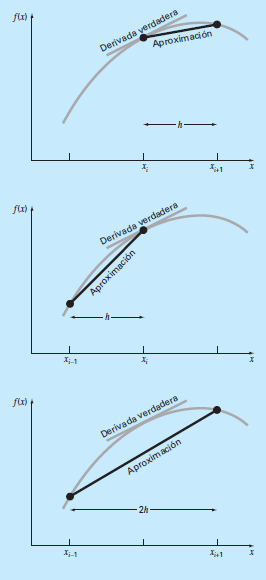 f(x)
Derivada verdadera
Aproximación
h
xi
xi+1
x
f(x)
Derivada verdadera
Aproximación
h
xi–1
xi
x
f(x)
Derivada verdadera
Aproximación
2h
xi–1
xi+1
x